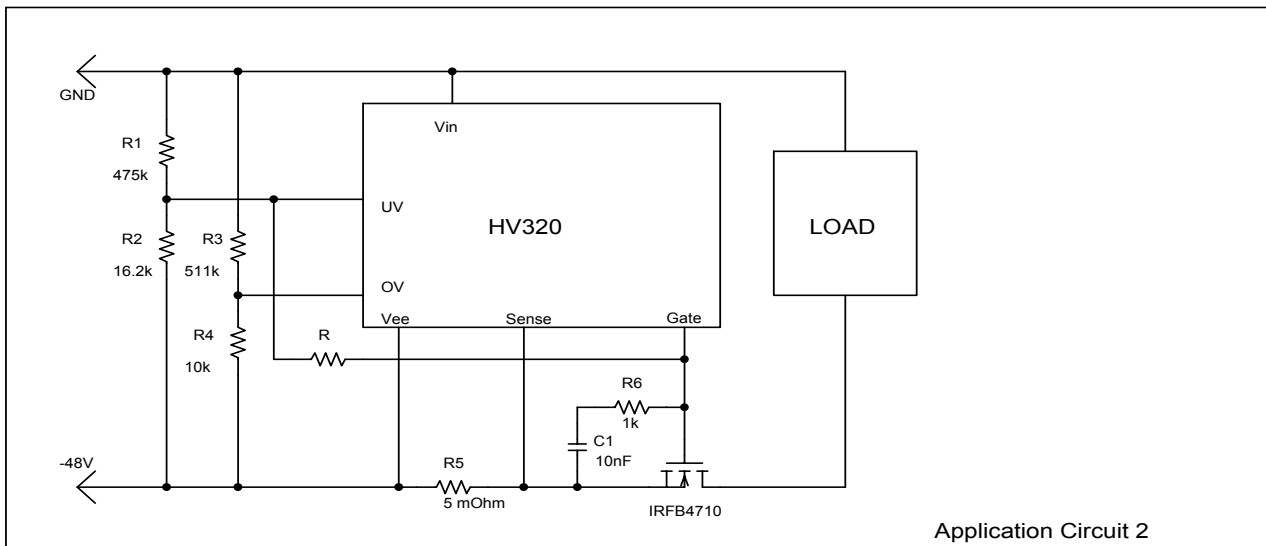 GND
R1
475k
Vin
UV
HV320
LOAD
R2
16.2k
R3
511k
OV
Vee
Sense
Gate
R4
10k
R
R6
1k
C1
10nF
-48V
R5
5 mOhm
IRFB4710
Application Circuit 2